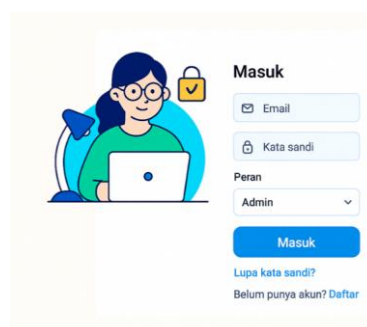 Masuk
Email
Kata sandi
Peran
Admin
Masuk
Lupa kata sandi?
Belum punya akun? Daftar